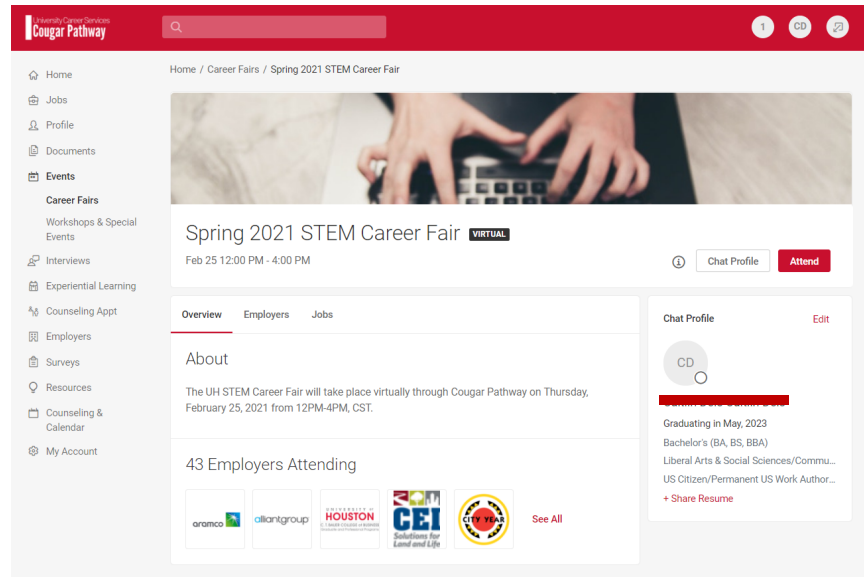 University Career Services
Cougar Pathway
1
CD
Home
Jobs
Profile
Documents
Events
Career Fairs
Workshops & Special
Events
Interviews
Experiential Learning
Counseling Appt
Employers
Surveys
Resources
Counseling &
Calendar
My Account
Home / Career Fairs / Spring 2021 STEM Career Fair
Spring 2021 STEM Career Fair VIRTUAL
Feb 25 12:00 PM - 4:00 PM
Chat Profile
Attend
Overview
Employers
Jobs
About
The UH STEM Career Fair will take place virtually through Cougar Pathway on Thursday,
February 25, 2021 from 12PM-4PM, CST.
43 Employers Attending
aramco
alliantgroup
UNIVERSITY of
HOUSTON
C. T. BAUER COLLEGE of BUSINESS
CEI
Solutions for
Land and Life
CITY YEAR
See All
Chat Profile
Edit
CD
Graduating in May, 2023
Bachelor's (BA, BS, BBA)
Liberal Arts & Social Sciences/Commu...
US Citizen/Permanent US Work Author...
+ Share Resume